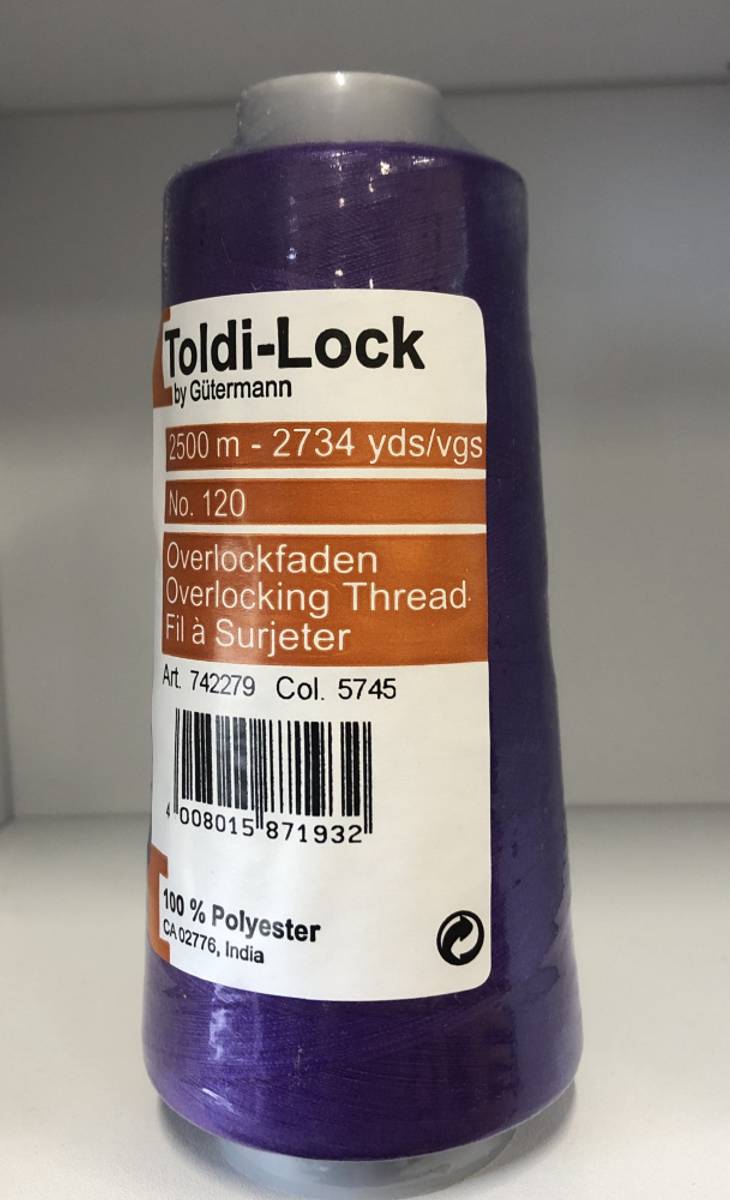 Toldi-Lock
by Gütermann
2500 m - 2734 yds/vgs
No. 120
Overlockfaden
Overlocking Thread
Fil à Surjeter
Art. 742279 Col. 5745
4 008015 871932
100 % Polyester
CA 02776, India